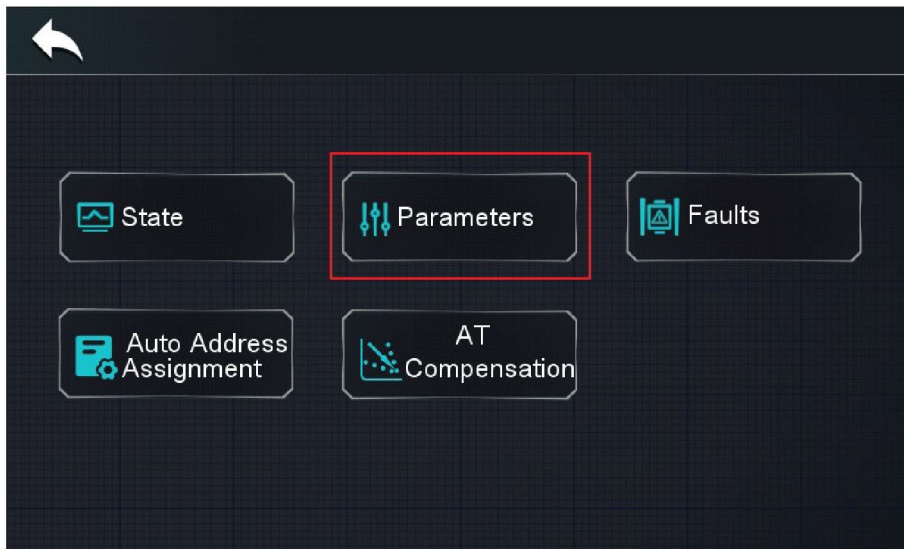 State
Parameters
Faults
Auto Address
Assignment
AT
Compensation